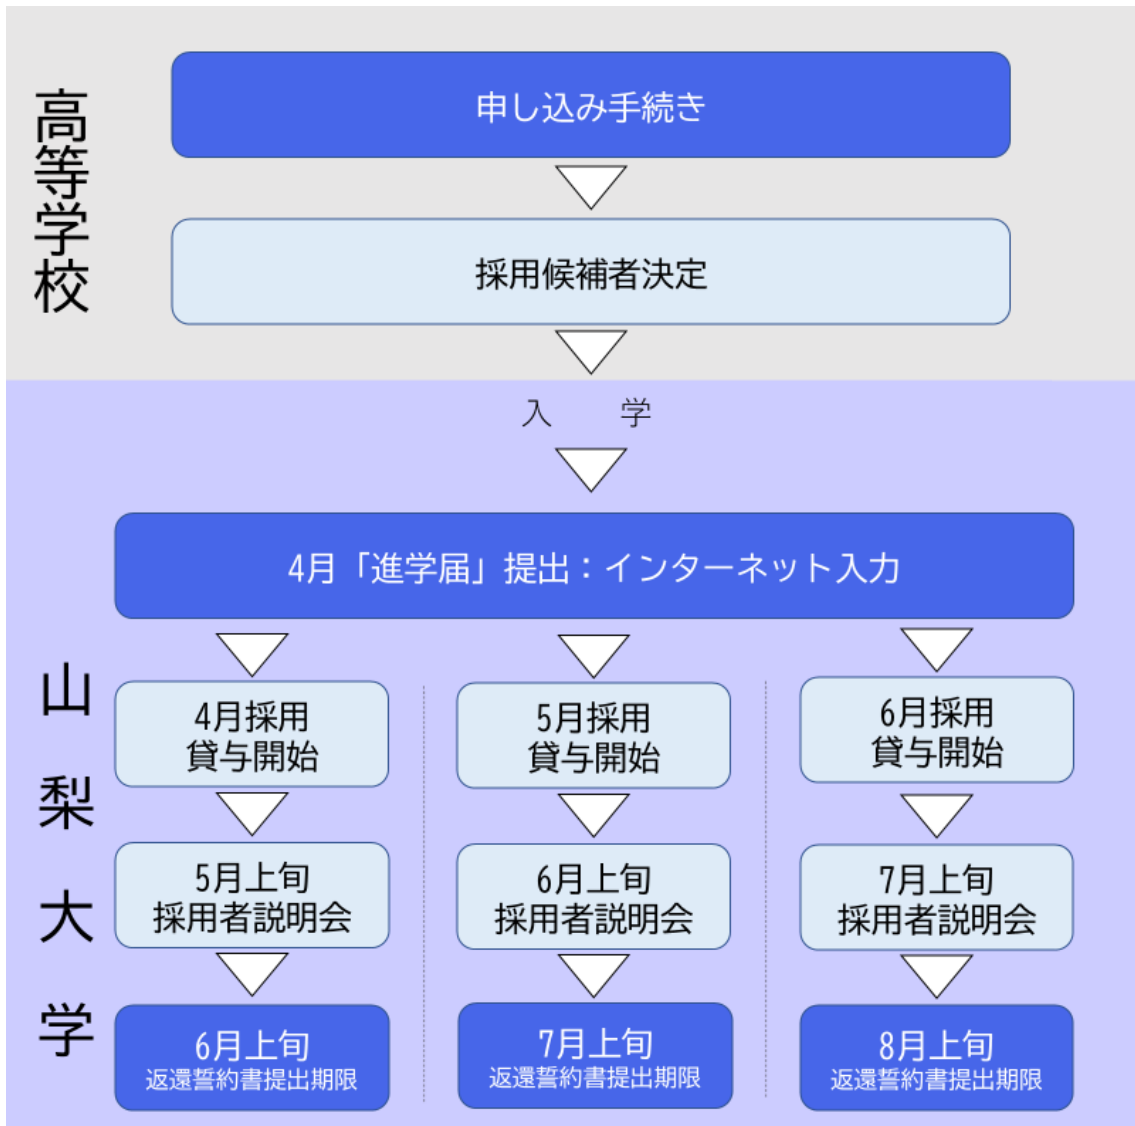 高等学校
申し込み手続き
採用候補者決定
入　学
山梨大学
4月「進学届」提出：インターネット入力
4月採用
貸与開始
5月上旬
採用者説明会
6月上旬
返還誓約書提出期限
5月採用
貸与開始
6月上旬
採用者説明会
7月上旬
返還誓約書提出期限
6月採用
貸与開始
7月上旬
採用者説明会
8月上旬
返還誓約書提出期限